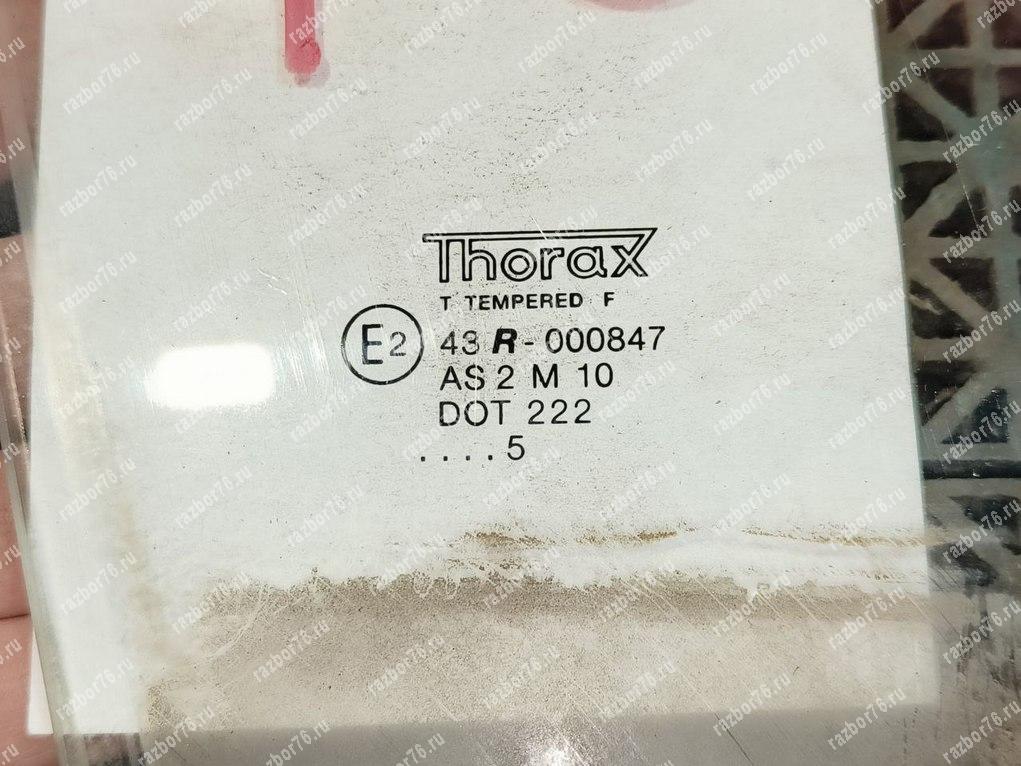 Thorax
T TEMPERED F
E2 43 R - 000847
AS 2 M 10
DOT 222
. . . . 5
razbor76.ru